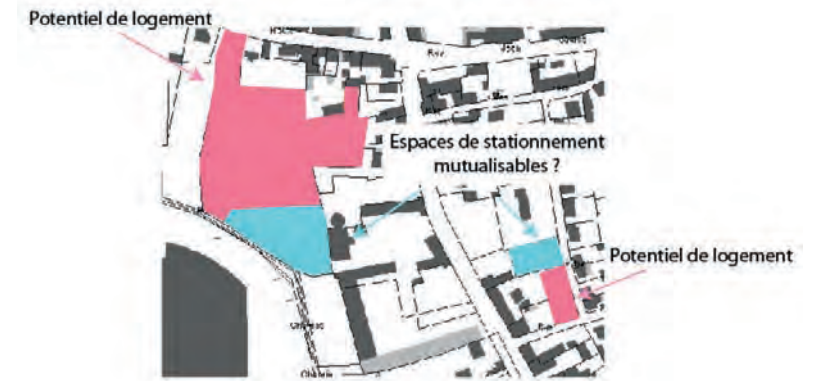 Potentiel de logement
Espaces de stationnement
mutualisables ?
Potentiel de logement